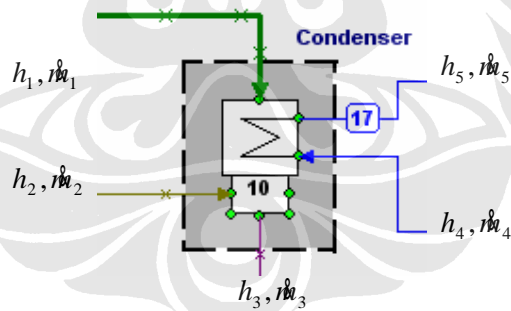 Condenser
h₁, ṁ₁
h₅, ṁ₅
17
10
h₂, ṁ₂
h₄, ṁ₄
h₃, ṁ₃